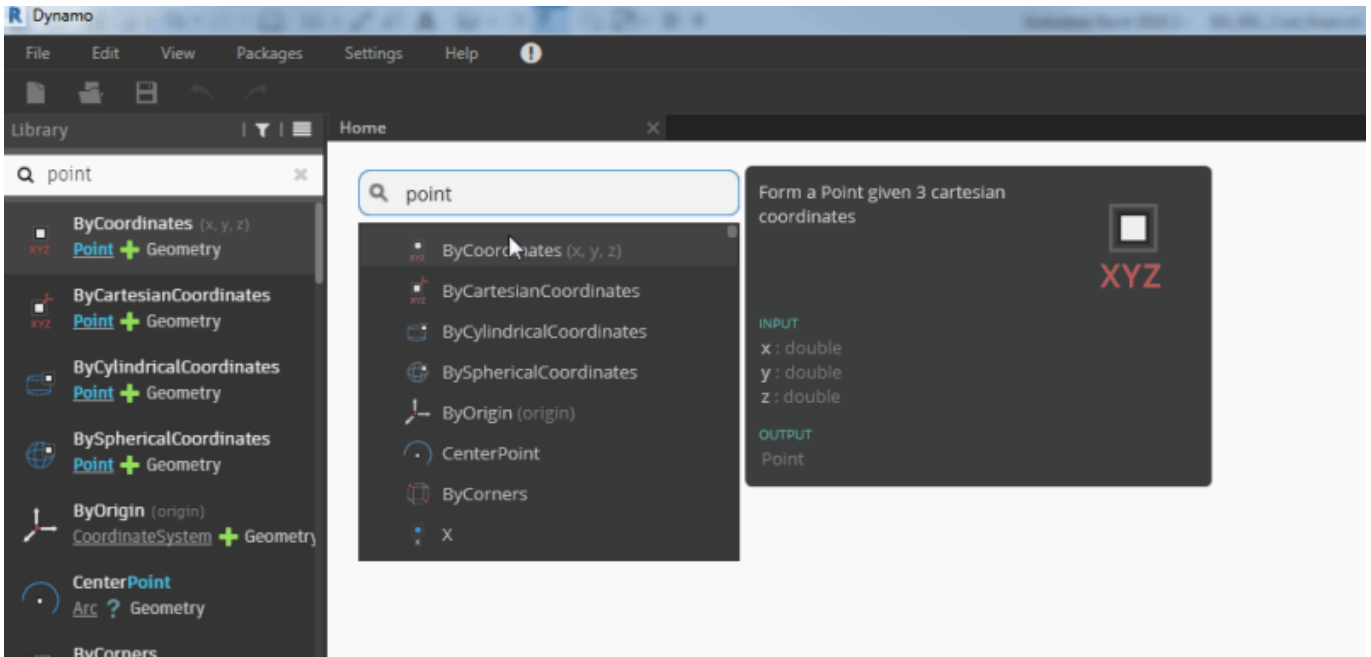 Dynamo
File Edit View Packages Settings Help
Library
Home
point
ByCoordinates (x, y, z)
Point Geometry
XYZ
ByCartesianCoordinates
Point Geometry
XYZ
ByCylindricalCoordinates
Point Geometry
BySphericalCoordinates
Point Geometry
ByOrigin (origin)
CoordinateSystem Geometry
CenterPoint
Arc ? Geometry
ByCorners
point
ByCoordinates (x, y, z)
ByCartesianCoordinates
ByCylindricalCoordinates
BySphericalCoordinates
ByOrigin (origin)
CenterPoint
ByCorners
X
Form a Point given 3 cartesian
coordinates
XYZ
INPUT
x : double
y : double
z : double
OUTPUT
Point